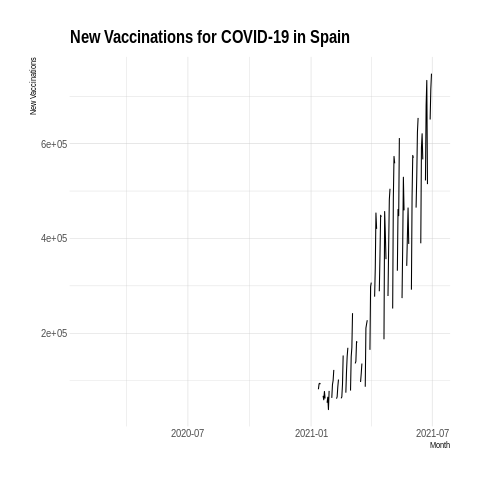 New Vaccinations for COVID-19 in Spain
New Vaccinations
6e+05
4e+05
2e+05
2020-07
2021-01
2021-07
Month